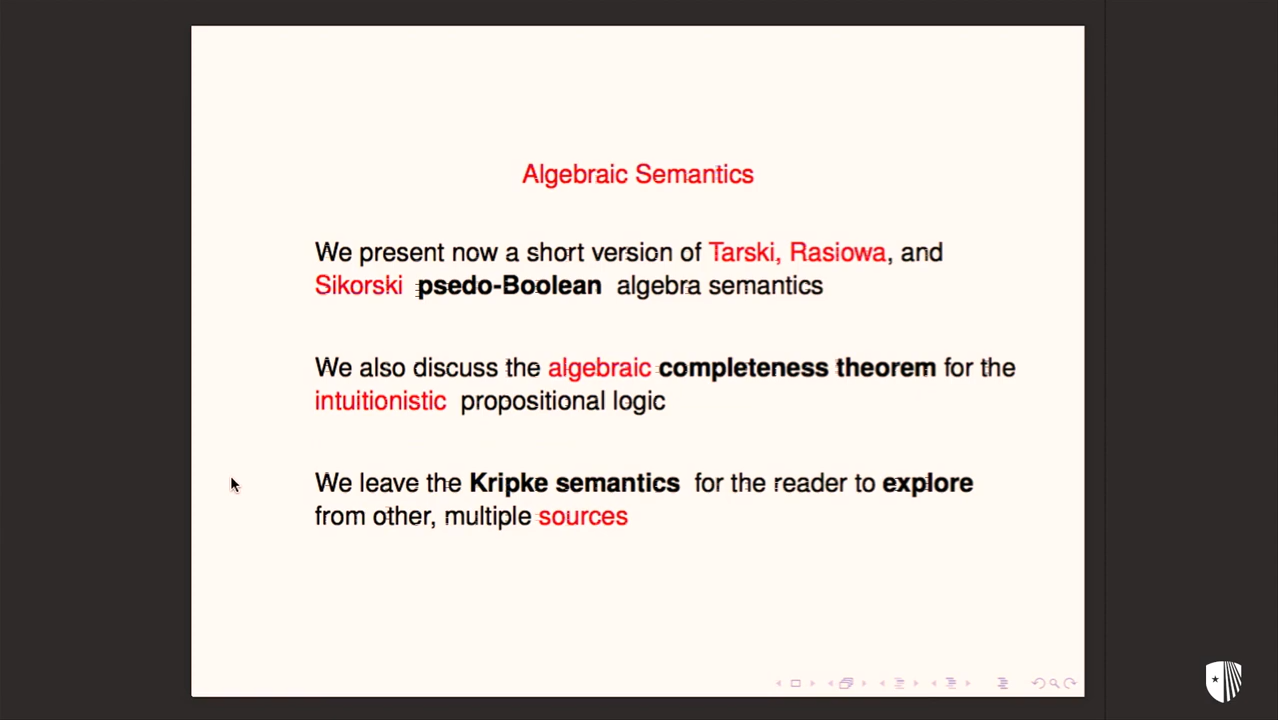 Algebraic Semantics
We present now a short version of Tarski, Rasiowa, and
Sikorski psedo-Boolean algebra semantics
We also discuss the algebraic completeness theorem for the
intuitionistic propositional logic
We leave the Kripke semantics for the reader to explore
from other, multiple sources